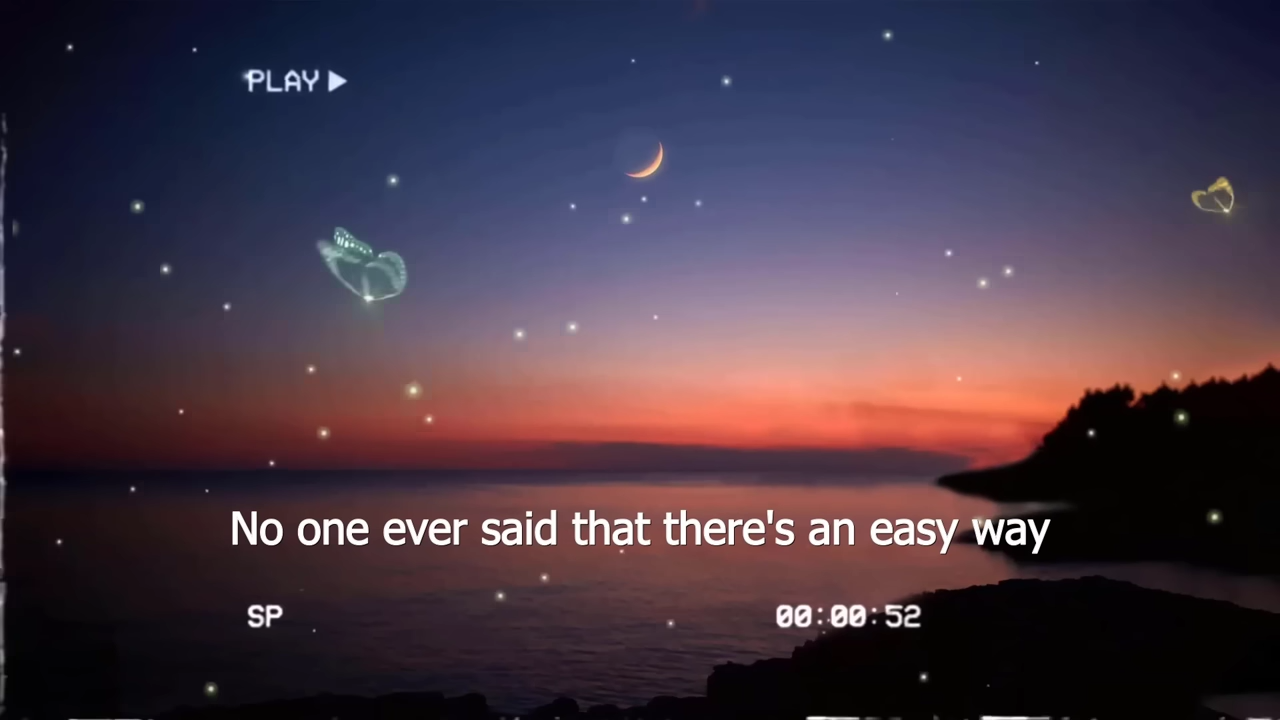 PLAY ▶
No one ever said that there's an easy way
SP
00:00:52